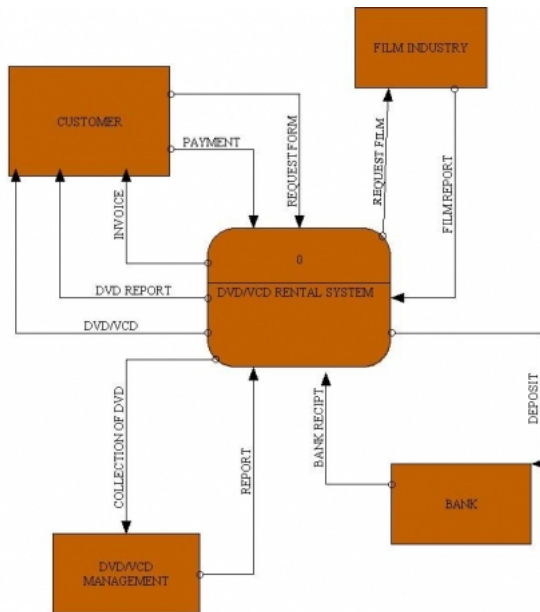 FILM INDUSTRY
CUSTOMER
PAYMENT
REQUEST FORM
REQUEST FILM
FILM REPORT
INVOICE
0
DVD REPORT
DVD/VCD RENTAL SYSTEM
DVD/VCD
DEPOSIT
COLLECTION OF DVD
REPORT
BANK RECIPT
BANK
DVD/VCD
MANAGEMENT